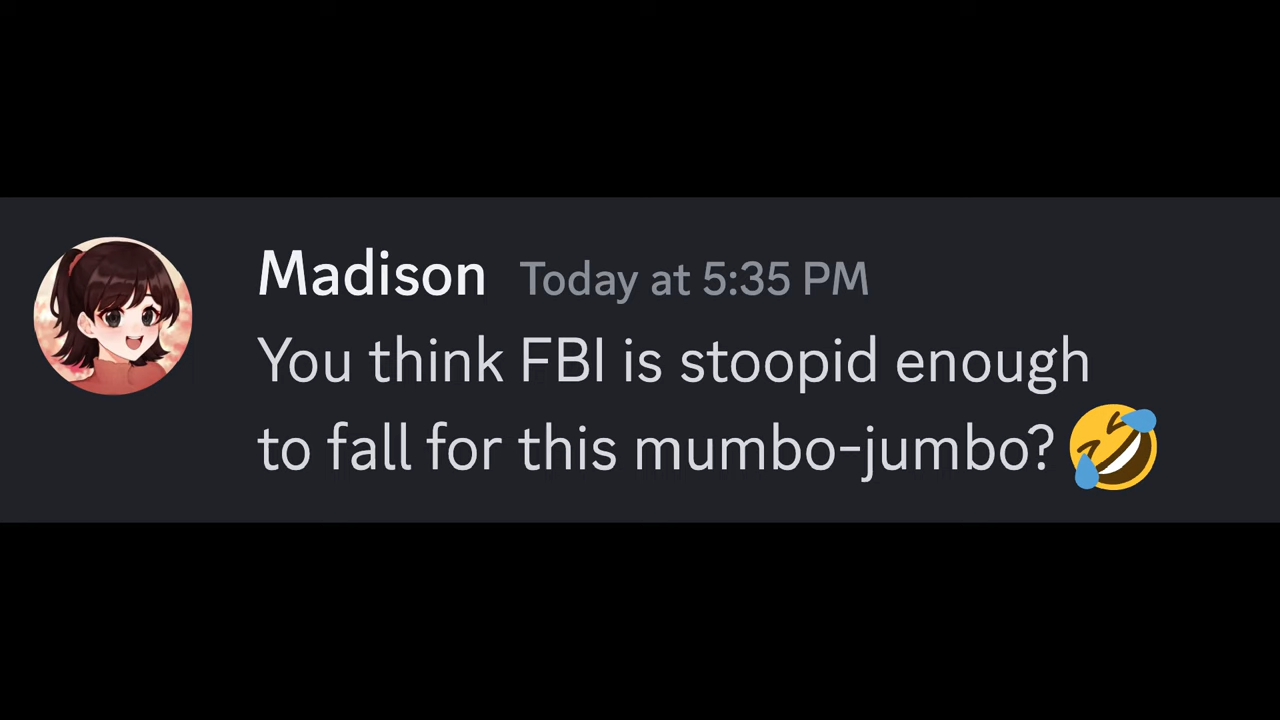 Madison Today at 5:35 PM
You think FBI is stoopid enough
to fall for this mumbo-jumbo? 🤣